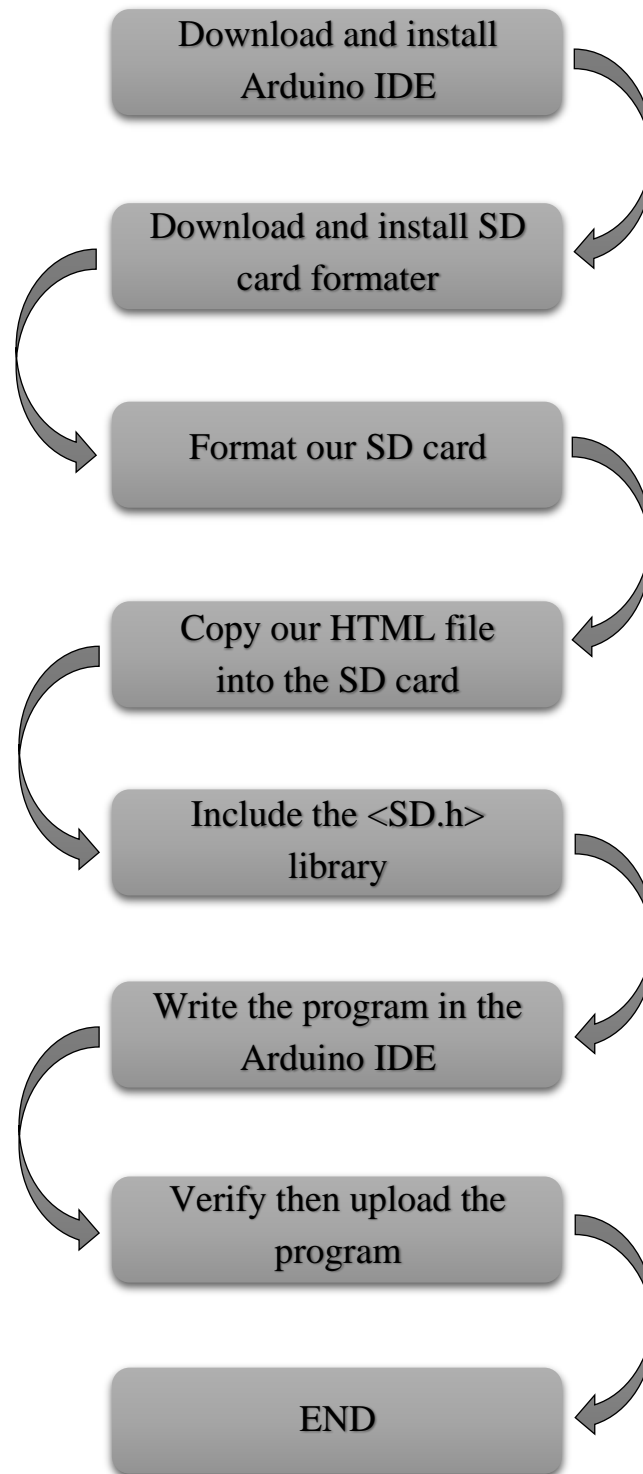 Download and install
Arduino IDE
Download and install SD
card formater
Format our SD card
Copy our HTML file
into the SD card
Include the <SD.h>
library
Write the program in the
Arduino IDE
Verify then upload the
program
END